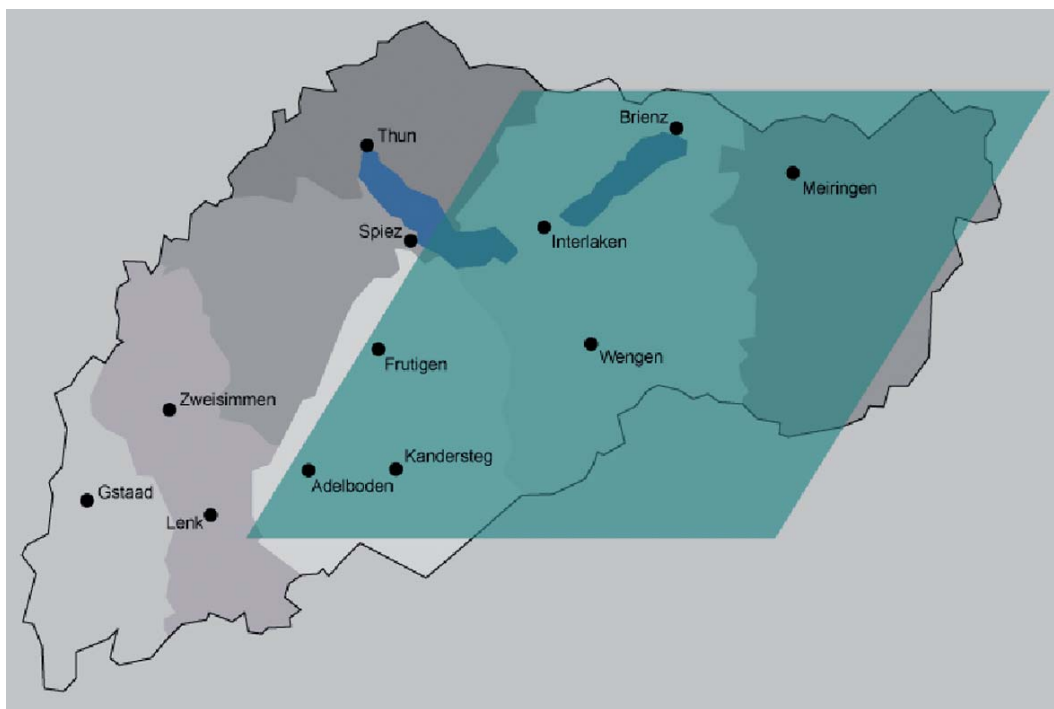 Brienz
Thun
Meiringen
Spiez
Interlaken
Wengen
Frutigen
Zweisimmen
Kandersteg
Adelboden
Gstaad
Lenk